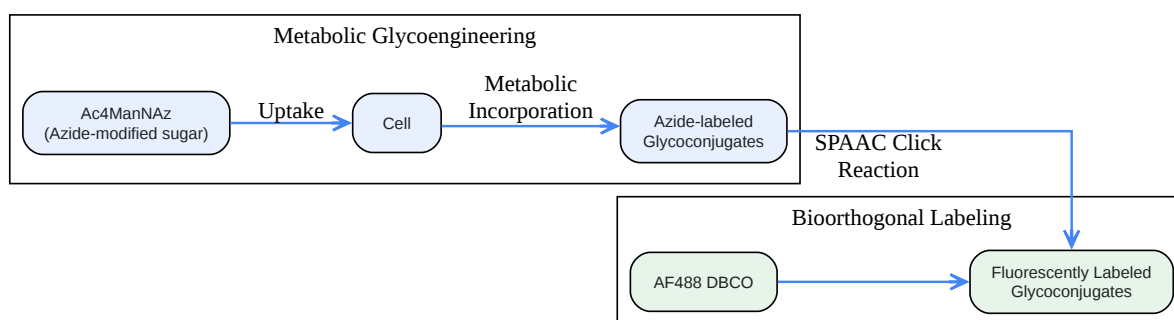 Metabolic Glycoengineering
Ac4ManNAz
(Azide-modified sugar)
Uptake
Cell
Metabolic
Incorporation
Azide-labeled
Glycoconjugates
SPAAC Click
Reaction
Bioorthogonal Labeling
AF488 DBCO
Fluorescently Labeled
Glycoconjugates